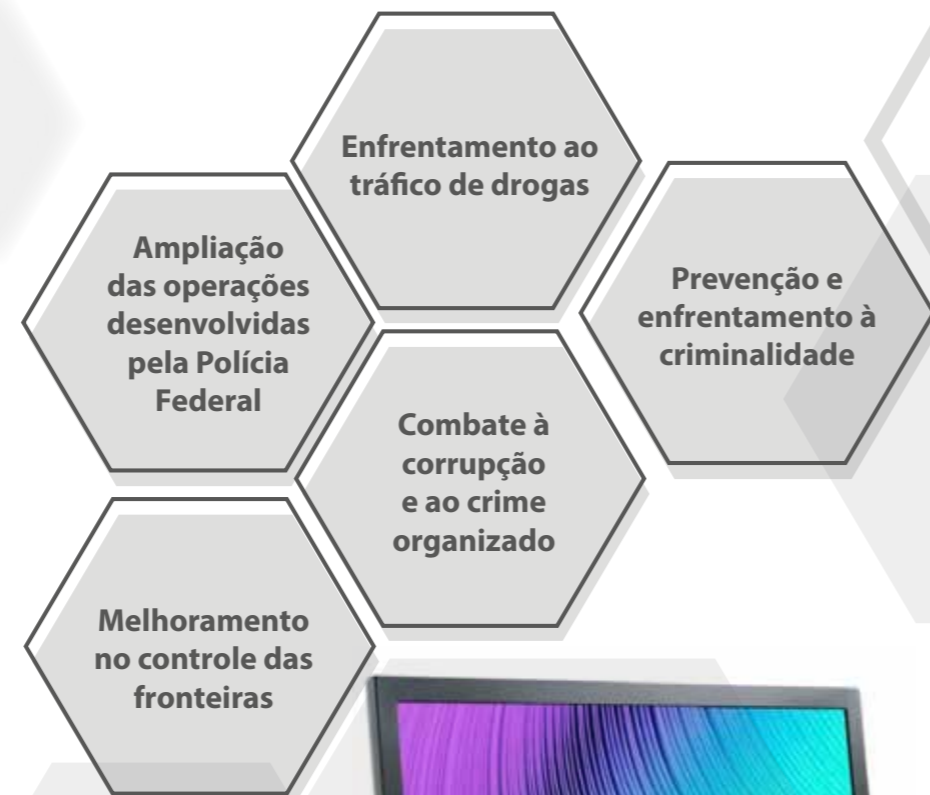 Enfrentamento ao
tráfico de drogas
Ampliação
das operações
desenvolvidas
pela Polícia
Federal
Prevenção e
enfrentamento à
criminalidade
Combate à
corrupção
e ao crime
organizado
Melhoramento
no controle das
fronteiras